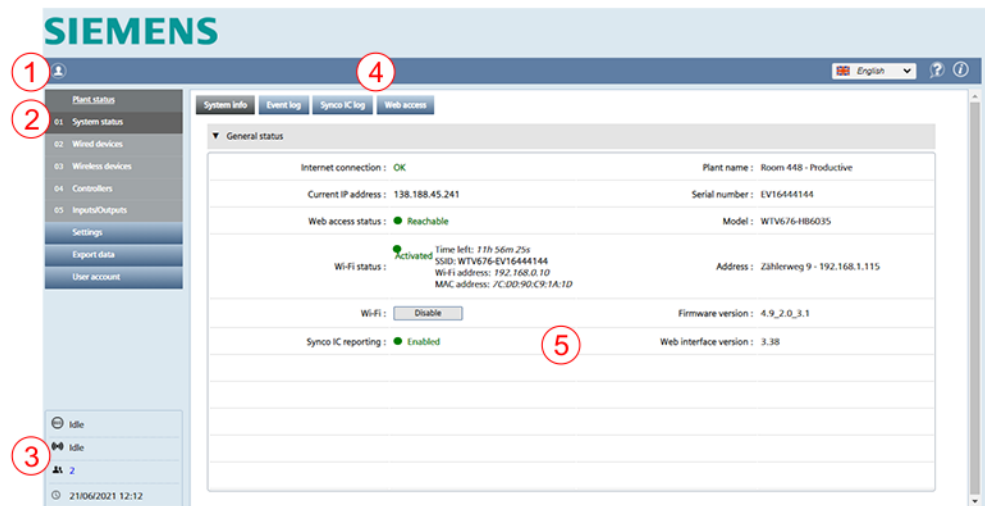 SIEMENS
1
4
English
Plant status
2
01 System status
02 Wired devices
03 Wireless devices
04 Controllers
05 Inputs/Outputs
Settings
Export data
User account
System info Event log Synco IC log Web access
▼ General status
Internet connection : OK
Plant name : Room 448 - Productive
Current IP address : 138.188.45.241
Serial number : EV16444144
Web access status : Reachable
Model : WTV676-HB6035
Wi-Fi status : Activated
Time left: 11h 56m 25s
SSID: WTV676-EV16444144
Wi-Fi address: 192.168.0.10
MAC address: 7C:DD:90:C9:1A:1D
Address : Zählerweg 9 - 192.168.1.115
Wi-Fi : Disable
Firmware version : 4.9_2.0_3.1
Synco IC reporting : Enabled
5
Web interface version : 3.38
Idle
Idle
3
2
21/06/2021 12:12